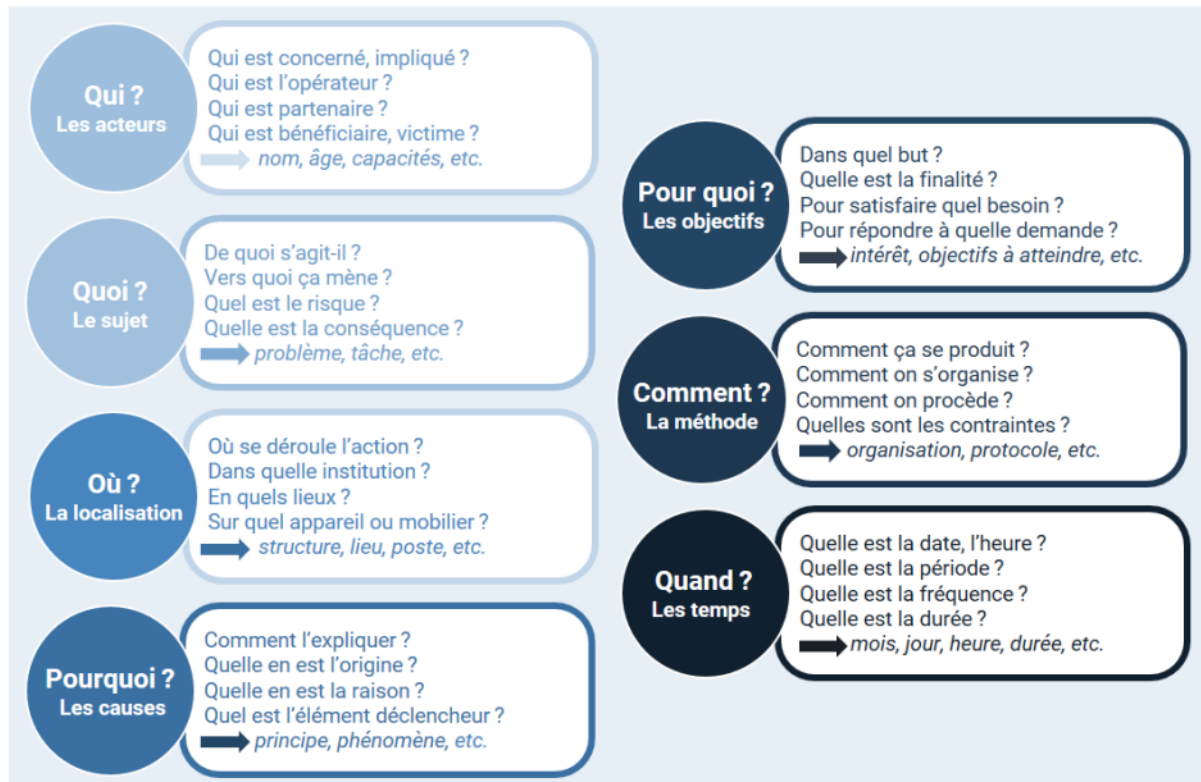 Qui ?
Les acteurs
Qui est concerné, impliqué ?
Qui est l'opérateur ?
Qui est partenaire ?
Qui est bénéficiaire, victime ?
nom, âge, capacités, etc.
Quoi ?
Le sujet
De quoi s'agit-il ?
Vers quoi ça mène ?
Quel est le risque ?
Quelle est la conséquence ?
problème, tâche, etc.
Où ?
La localisation
Où se déroule l'action ?
Dans quelle institution ?
En quels lieux ?
Sur quel appareil ou mobilier ?
structure, lieu, poste, etc.
Pourquoi ?
Les causes
Comment l'expliquer ?
Quelle en est l'origine ?
Quelle en est la raison ?
Quel est l'élément déclencheur ?
principe, phénomène, etc.
Pour quoi ?
Les objectifs
Dans quel but ?
Quelle est la finalité ?
Pour satisfaire quel besoin ?
Pour répondre à quelle demande ?
intérêt, objectifs à atteindre, etc.
Comment ?
La méthode
Comment ça se produit ?
Comment on s'organise ?
Comment on procède ?
Quelles sont les contraintes ?
organisation, protocole, etc.
Quand ?
Les temps
Quelle est la date, l'heure ?
Quelle est la période ?
Quelle est la fréquence ?
Quelle est la durée ?
mois, jour, heure, durée, etc.